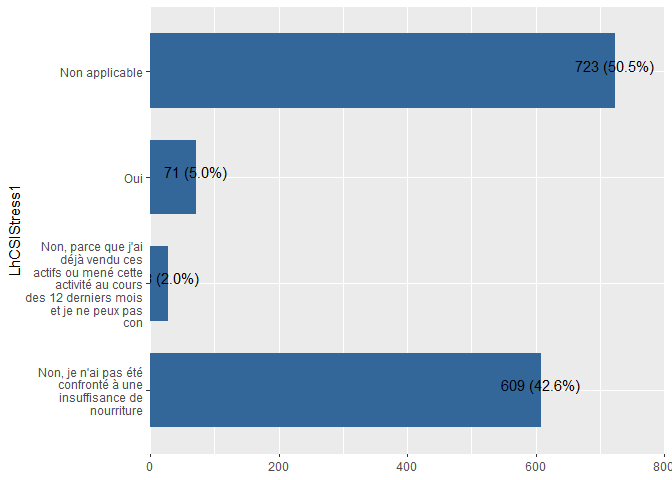 LhCSIStress1
Non applicable
723 (50.5%)
Oui
71 (5.0%)
Non, parce que j'ai
déjà vendu ces
actifs ou mené cette
activité au cours
des 12 derniers mois
et je ne peux pas
con
(2.0%)
Non, je n'ai pas été
confronté à une
insuffisance de
nourriture
609 (42.6%)
0
200
400
600